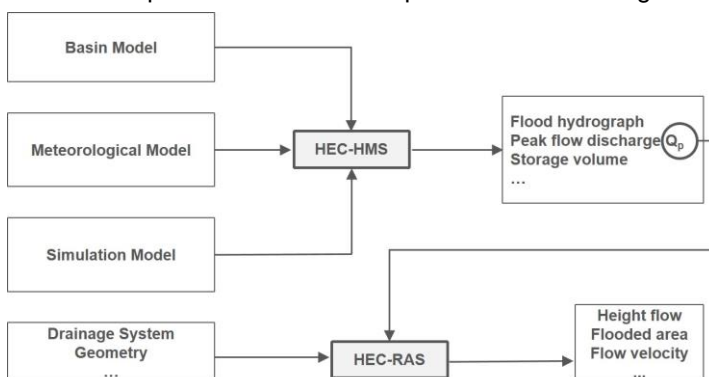 Basin Model
Meteorological Model
HEC-HMS
Flood hydrograph
Peak flow discharge Qp
Storage volume
...
Simulation Model
Drainage System
Geometry
...
HEC-RAS
Height flow
Flooded area
Flow velocity
...